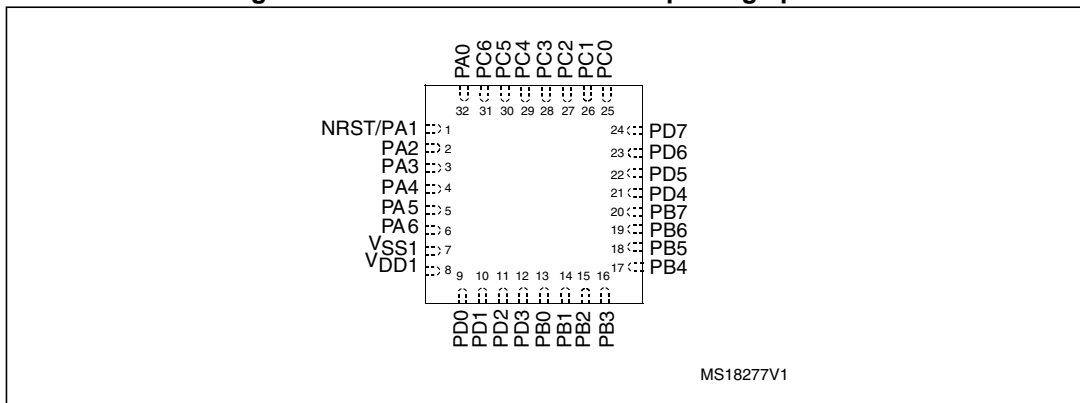 PA0 PC6 PC5 PC4 PC3 PC2 PC1 PC0
32 31 30 29 28 27 26 25
NRST/PA1 1
PA2 2
PA3 3
PA4 4
PA5 5
PA6 6
VSS1 7
VDD1 8
24 PD7
23 PD6
22 PD5
21 PD4
20 PB7
19 PB6
18 PB5
17 PB4
9 10 11 12 13 14 15 16
PD0 PD1 PD2 PD3 PB0 PB1 PB2 PB3
MS18277V1